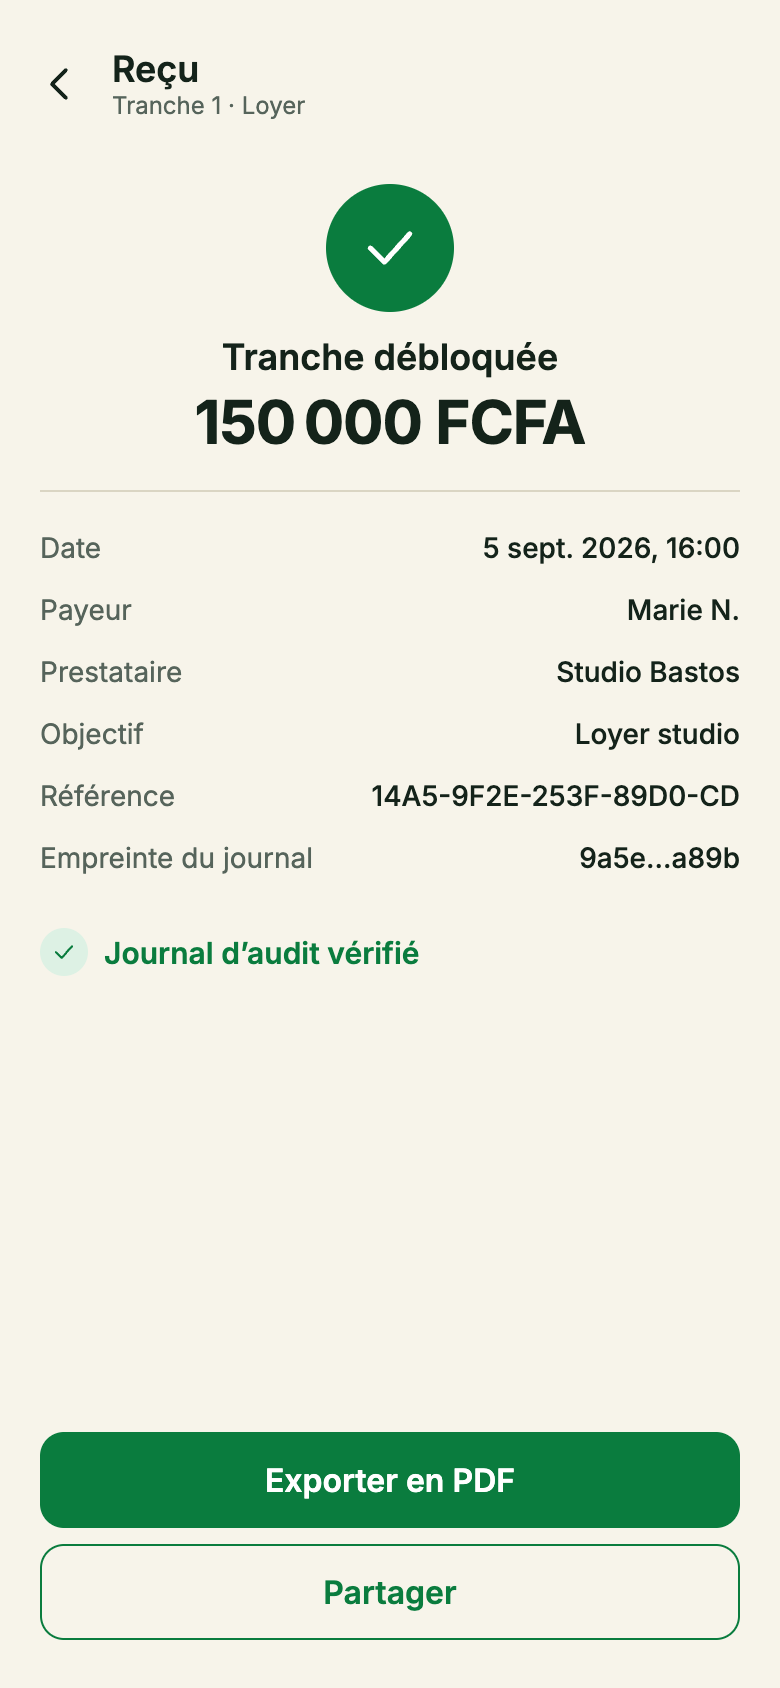 Reçu
Tranche 1 · Loyer
Tranche débloquée
150 000 FCFA
Date 5 sept. 2026, 16:00
Payeur Marie N.
Prestataire Studio Bastos
Objectif Loyer studio
Référence 14A5-9F2E-253F-89D0-CD
Empreinte du journal 9a5e…a89b
Journal d’audit vérifié
Exporter en PDF
Partager